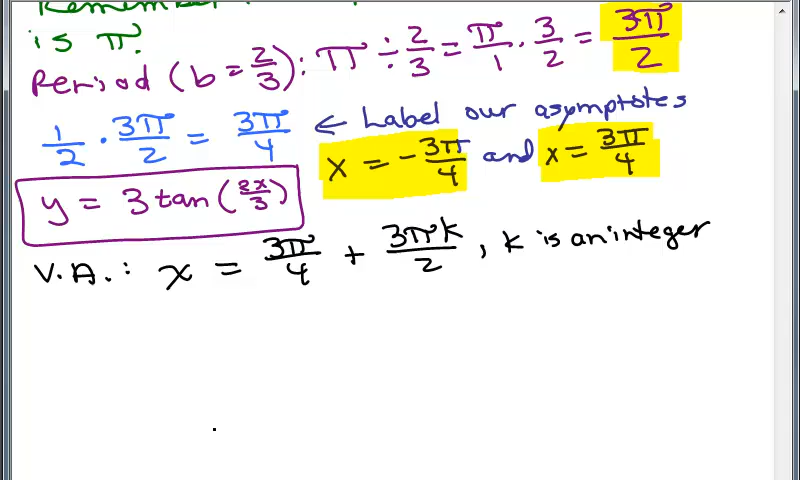 Remember
is π.
Period (b = 2/3): π ÷ 2/3 = π/1 · 3/2 = 3π/2
1/2 · 3π/2 = 3π/4 ← Label our asymptotes
x = -3π/4 and x = 3π/4
y = 3 tan (2x/3)
V.A.: x = 3π/4 + 3πk/2, k is an integer